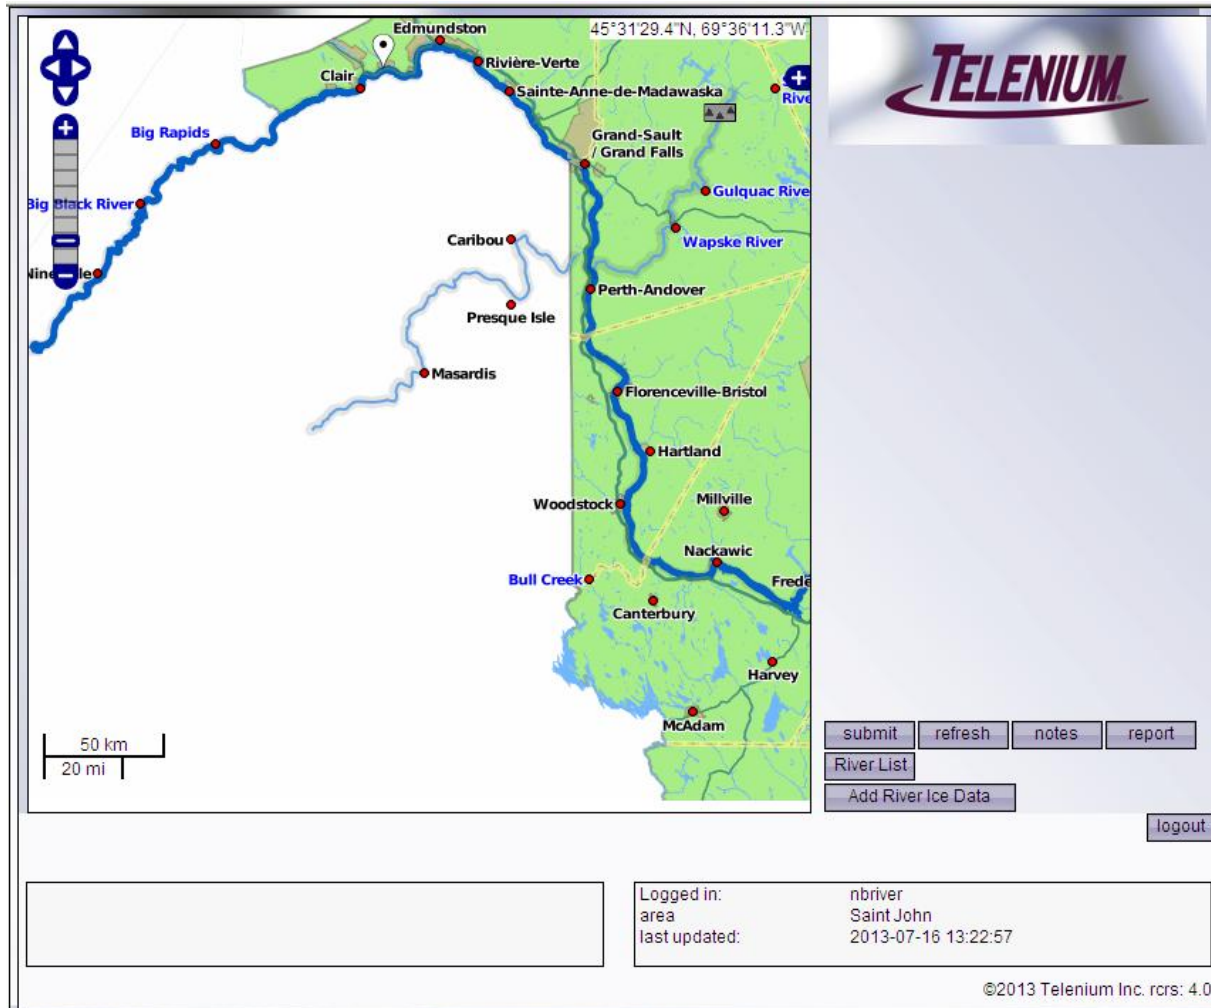 45°31'29.4"N, 69°36'11.3"W
TELENIUM
Edmundston
Rivière-Verte
Clair
Sainte-Anne-de-Madawaska
Rive
Big Rapids
Grand-Sault
/ Grand Falls
Gulquac Rive
Big Black River
Caribou
Wapske River
Perth-Andover
Presque Isle
Masardis
Florenceville-Bristol
Hartland
Woodstock
Millville
Nackawic
Bull Creek
Frede
Canterbury
Harvey
McAdam
50 km
20 mi
submit refresh notes report
River List
Add River Ice Data
logout
Logged in: nbriver
area Saint John
last updated: 2013-07-16 13:22:57
©2013 Telenium Inc. rcrs: 4.0